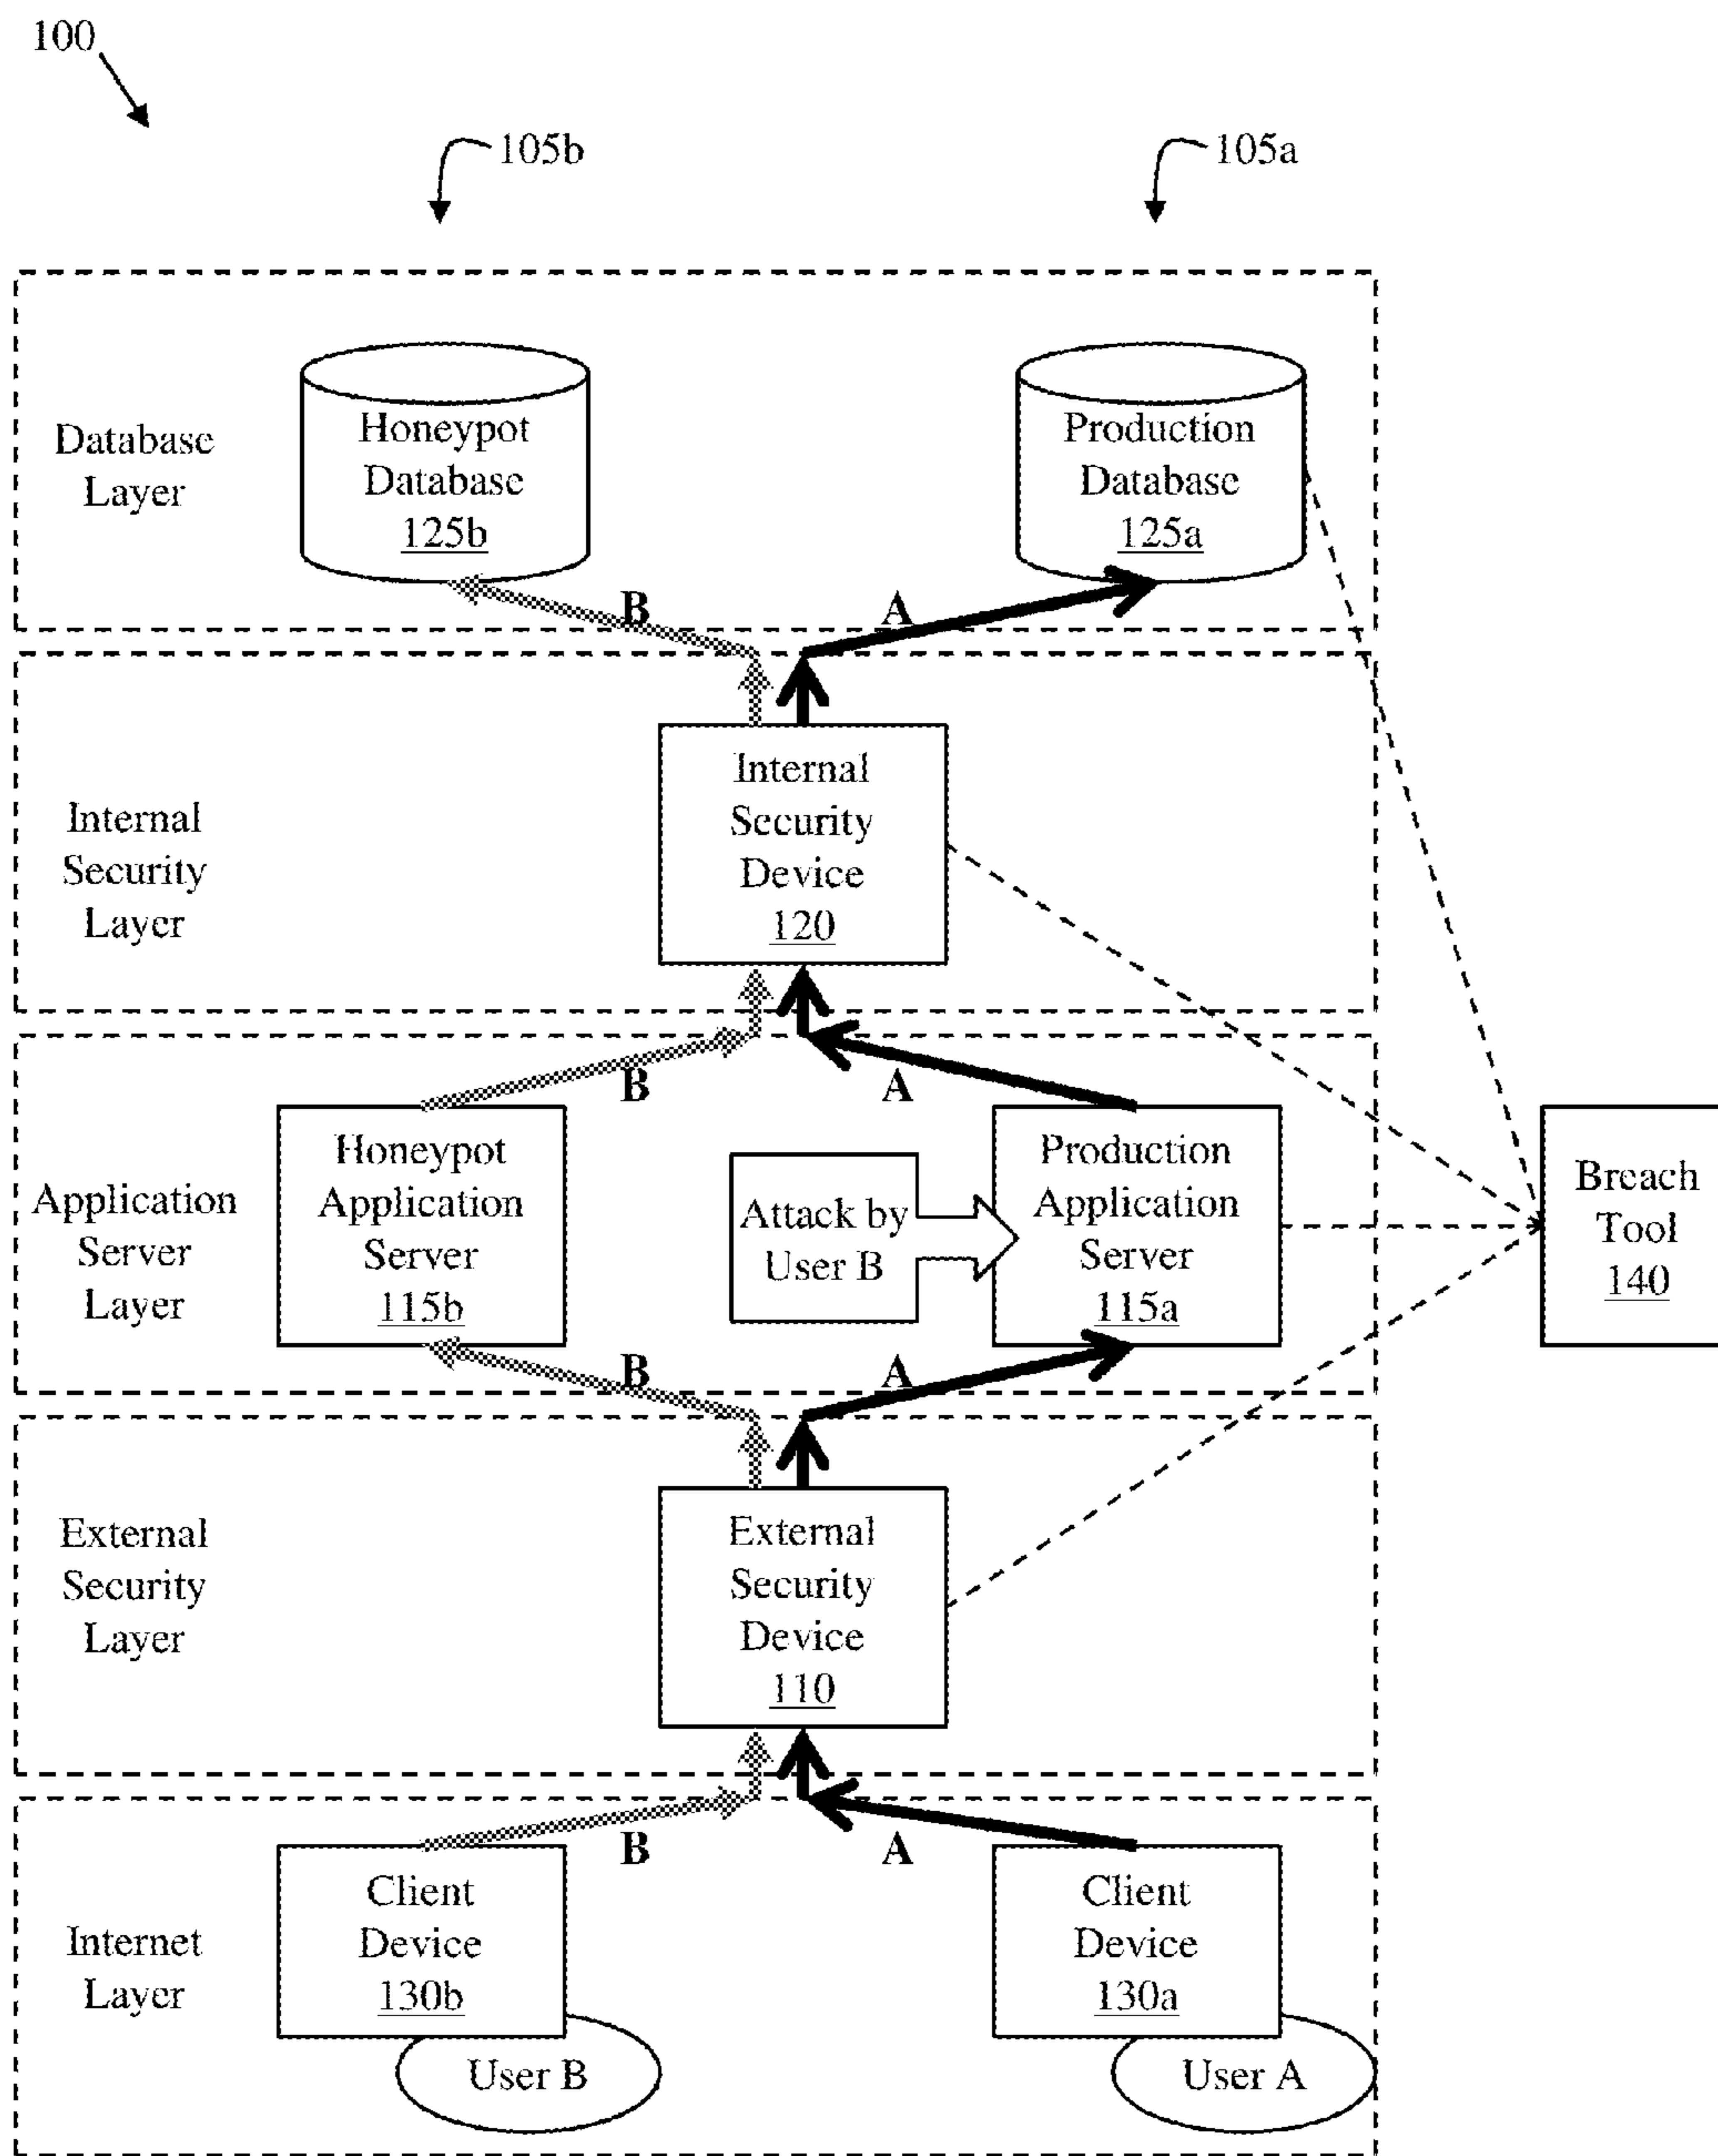 100
105b
105a
Database
Layer
Honeypot
Database
125b
Production
Database
125a
B
A
Internal
Security
Layer
Internal
Security
Device
120
B
A
Application
Server
Layer
Honeypot
Application
Server
115b
Attack by
User B
Production
Application
Server
115a
Breach
Tool
140
B
A
External
Security
Layer
External
Security
Device
110
B
A
Internet
Layer
Client
Device
130b
User B
Client
Device
130a
User A